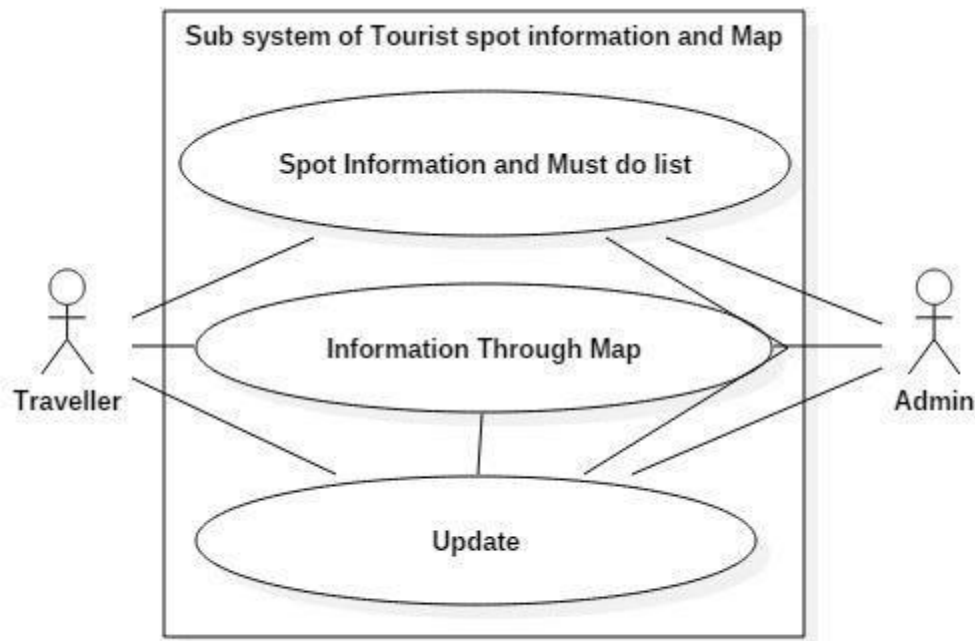 Sub system of Tourist spot information and Map
Spot Information and Must do list
Information Through Map
Traveller
Admin
Update